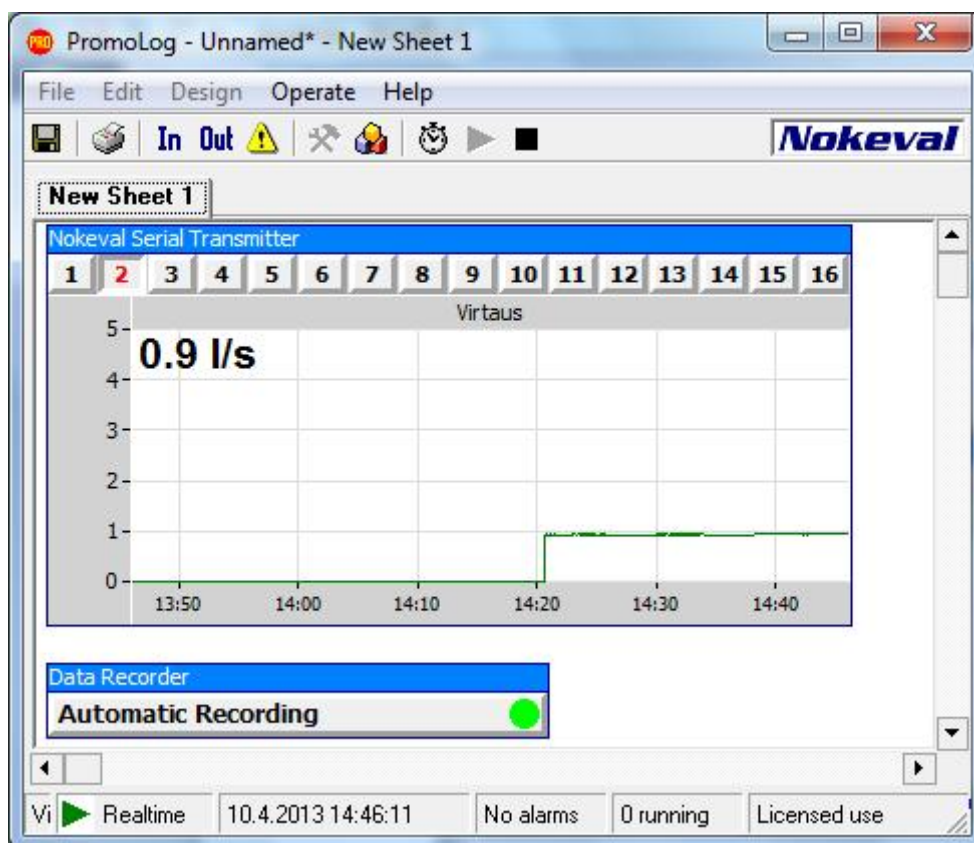 PromoLog - Unnamed* - New Sheet 1
File Edit Design Operate Help
In Out Nokeval
New Sheet 1
Nokeval Serial Transmitter
1 2 3 4 5 6 7 8 9 10 11 12 13 14 15 16
Virtaus
0.9 l/s
5
4
3
2
1
0
13:50 14:00 14:10 14:20 14:30 14:40
Data Recorder
Automatic Recording
Vi Realtime 10.4.2013 14:46:11 No alarms 0 running Licensed use